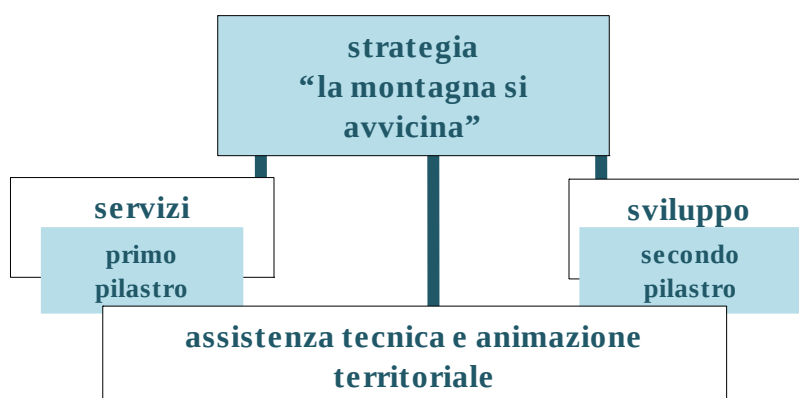 strategia
“la montagna si
avvicina”
servizi
primo
pilastro
sviluppo
secondo
pilastro
assistenza tecnica e animazione
territoriale